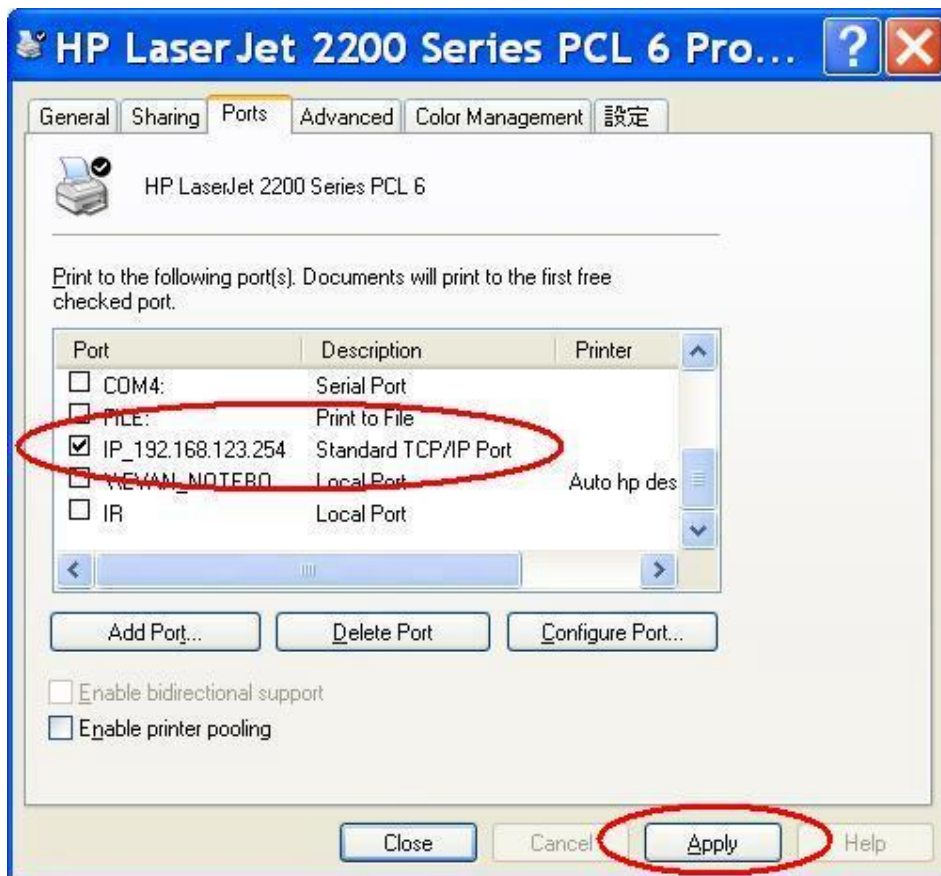 HP LaserJet 2200 Series PCL 6 Pro...
General Sharing Ports Advanced Color Management 設定
HP LaserJet 2200 Series PCL 6
Print to the following port(s). Documents will print to the first free
checked port.
Port Description Printer
COM4: Serial Port
FILE: Print to File
IP_192.168.123.254 Standard TCP/IP Port
\\EVAN_NOTEBO... Local Port Auto hp des
IR Local Port
Add Port... Delete Port Configure Port...
Enable bidirectional support
Enable printer pooling
Close Cancel Apply Help